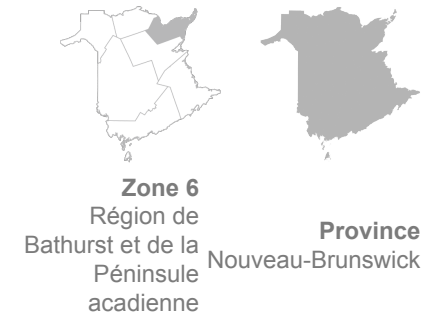 Zone 6
Région de
Bathurst et de la
Péninsule
acadienne
Province
Nouveau-Brunswick